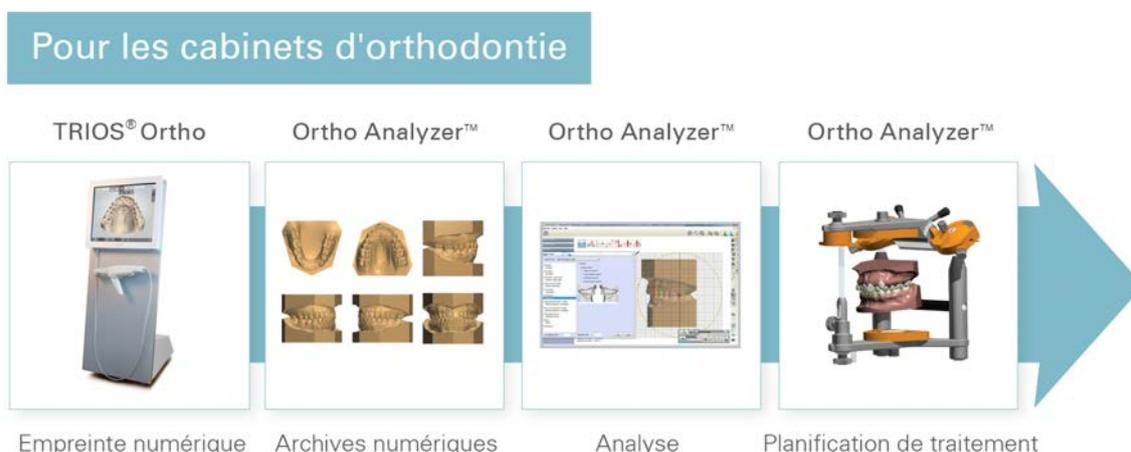 Pour les cabinets d'orthodontie
TRIOS® Ortho
Ortho Analyzer™
Ortho Analyzer™
Ortho Analyzer™
Empreinte numérique
Archives numériques
Analyse
Planification de traitement